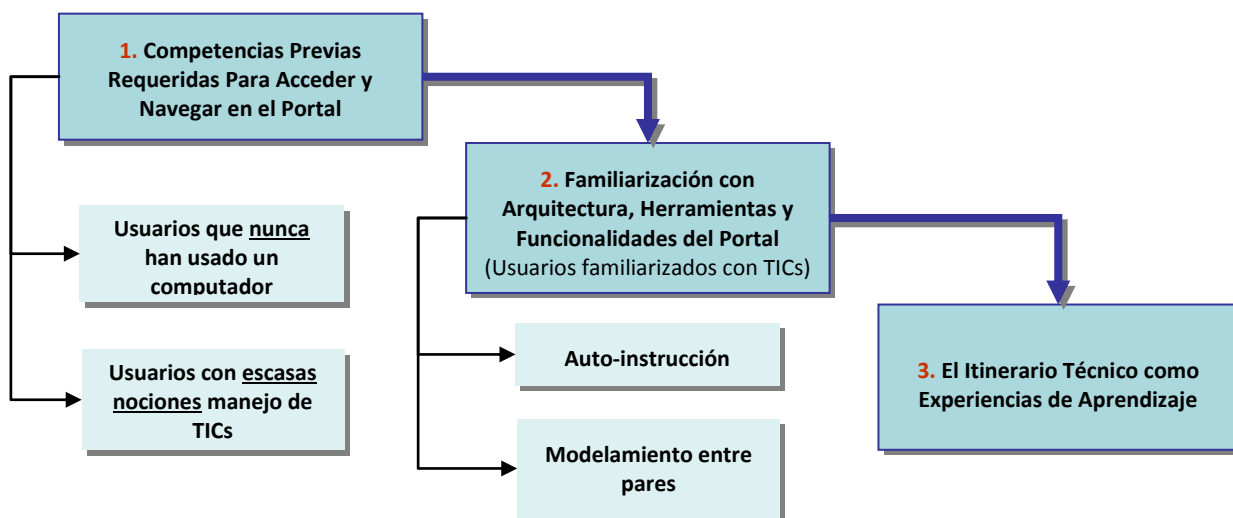 1. Competencias Previas
Requeridas Para Acceder y
Navegar en el Portal
Usuarios que nunca
han usado un
computador
Usuarios con escasas
nociones manejo de
TICs
2. Familiarización con
Arquitectura, Herramientas y
Funcionalidades del Portal
(Usuarios familiarizados con TICs)
Auto-instrucción
Modelamiento entre
pares
3. El Itinerario Técnico como
Experiencias de Aprendizaje